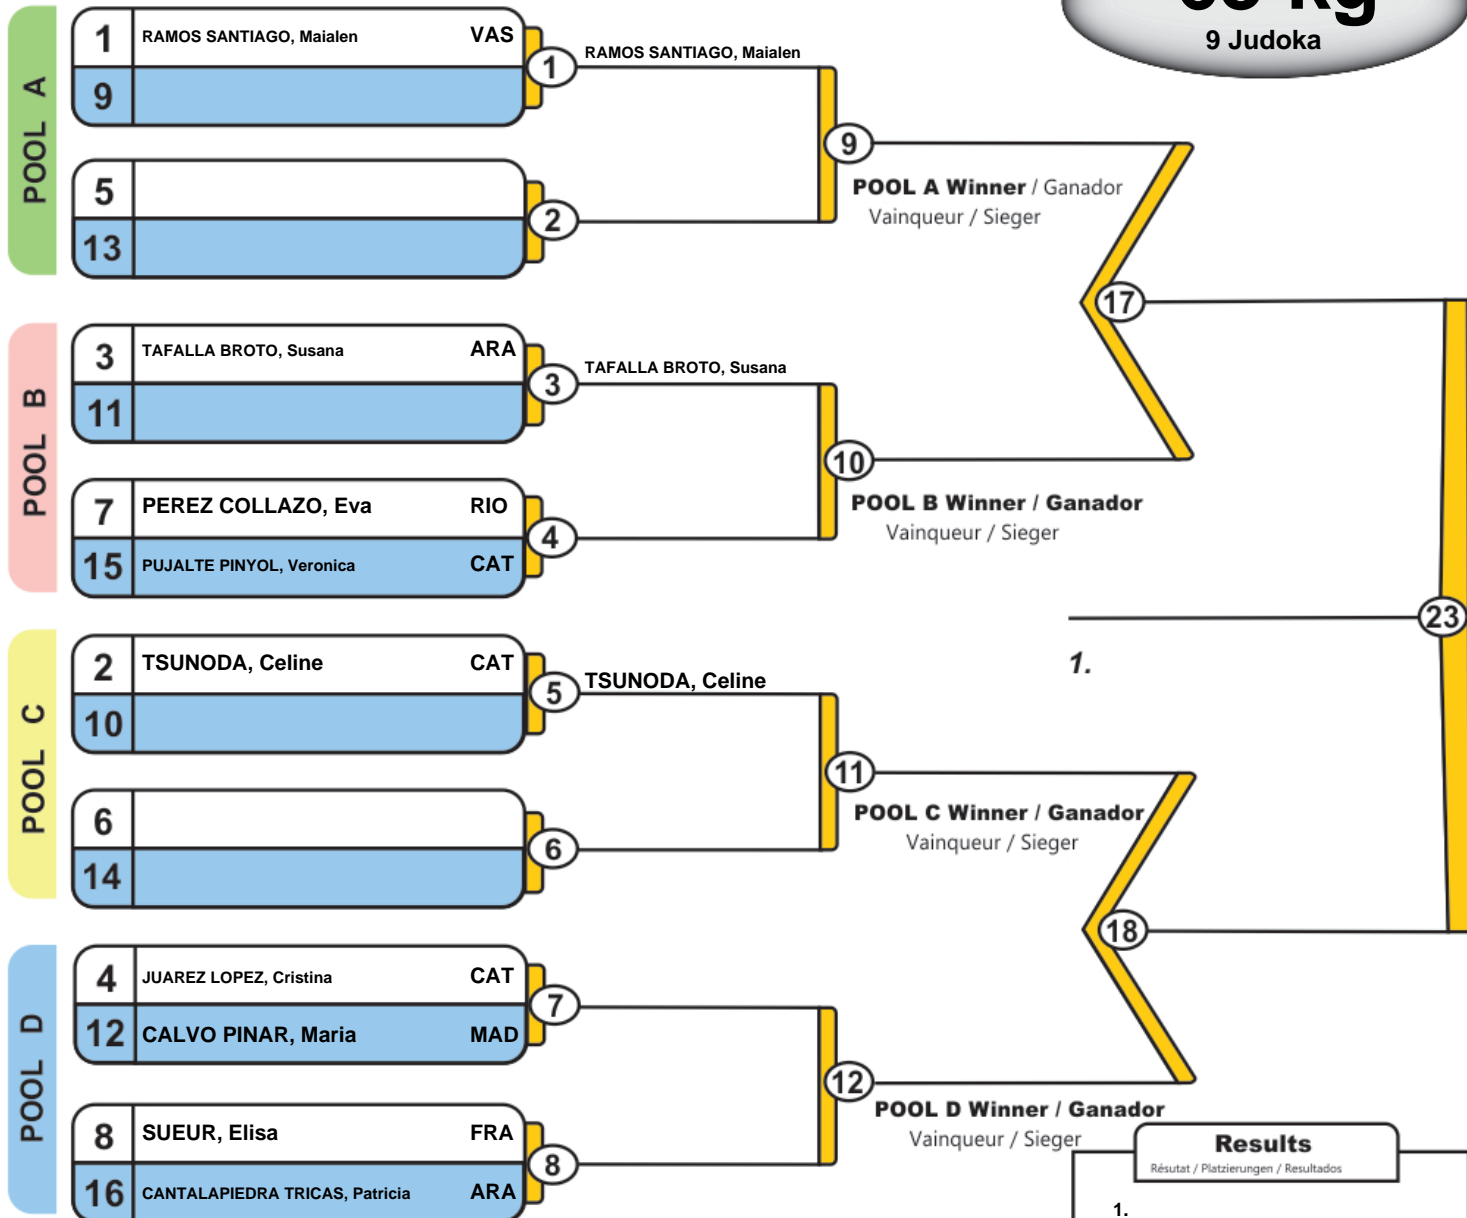 9 Judoka
POOL A
1 RAMOS SANTIAGO, Maialen VAS
9
1
RAMOS SANTIAGO, Maialen
5
13
2
9
POOL A Winner / Ganador
Vainqueur / Sieger
17
POOL B
3 TAFALLA BROTO, Susana ARA
11
3
TAFALLA BROTO, Susana
7 PEREZ COLLAZO, Eva RIO
15 PUJALTE PINYOL, Veronica CAT
4
10
POOL B Winner / Ganador
Vainqueur / Sieger
23
1.
POOL C
2 TSUNODA, Celine CAT
10
5
TSUNODA, Celine
6
14
6
11
POOL C Winner / Ganador
Vainqueur / Sieger
18
POOL D
4 JUAREZ LOPEZ, Cristina CAT
12 CALVO PINAR, Maria MAD
7
8 SUEUR, Elisa FRA
16 CANTALAPIEDRA TRICAS, Patricia ARA
8
12
POOL D Winner / Ganador
Vainqueur / Sieger
Results
Résutat / Platzierungen / Resultados
1.